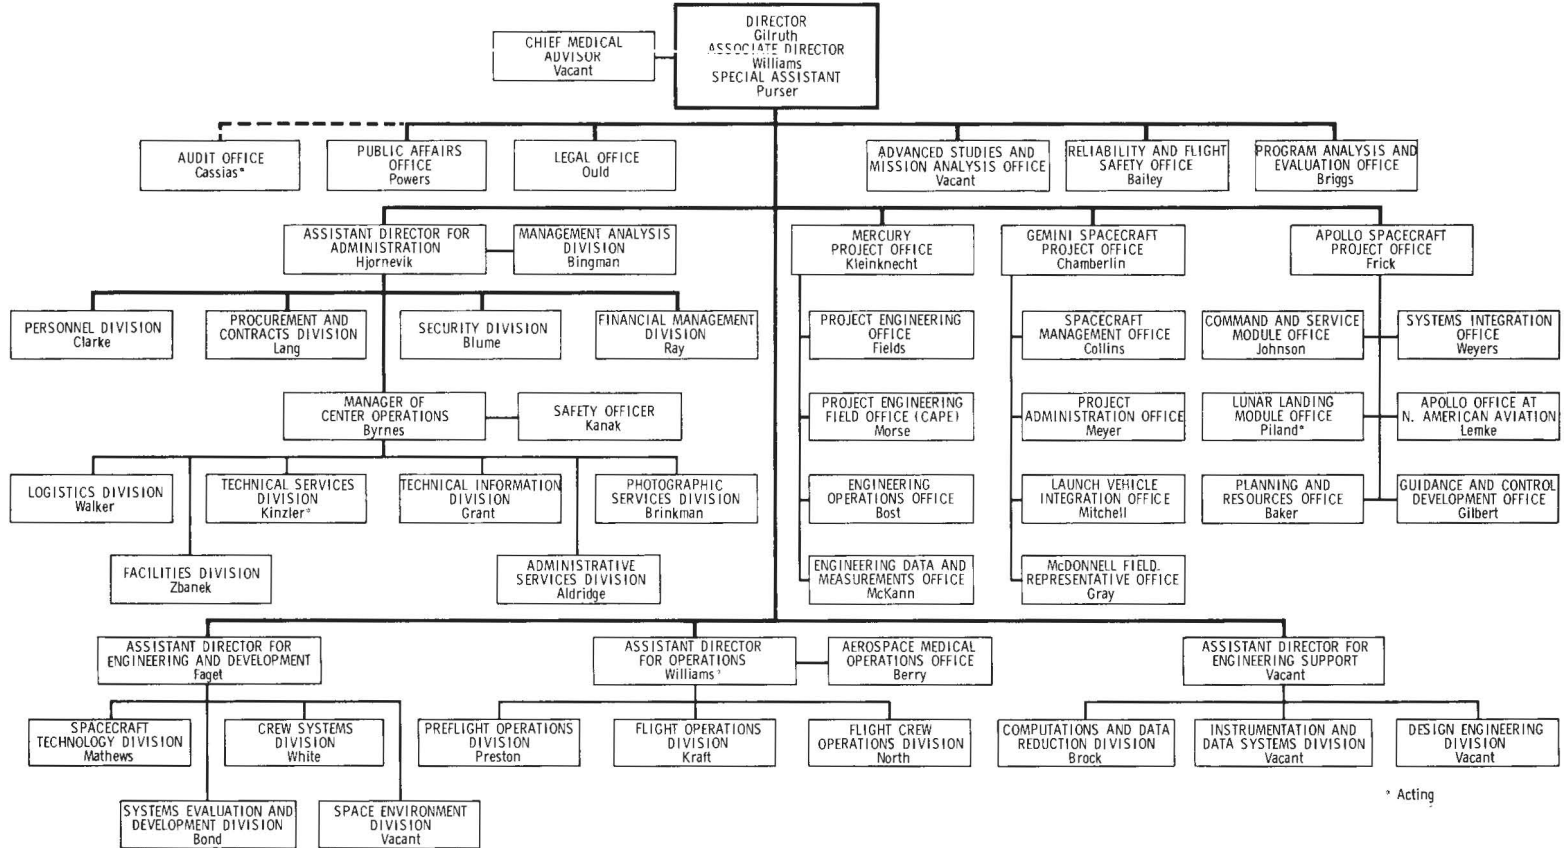 DIRECTOR
Gilruth
ASSOCIATE DIRECTOR
Williams
SPECIAL ASSISTANT
Purser
CHIEF MEDICAL
ADVISOR
Vacant
AUDIT OFFICE
Cassias*
PUBLIC AFFAIRS
OFFICE
Powers
LEGAL OFFICE
Ould
ADVANCED STUDIES AND
MISSION ANALYSIS OFFICE
Vacant
RELIABILITY AND FLIGHT
SAFETY OFFICE
Bailey
PROGRAM ANALYSIS AND
EVALUATION OFFICE
Briggs
ASSISTANT DIRECTOR FOR
ADMINISTRATION
Hjornevik
MANAGEMENT ANALYSIS
DIVISION
Bingman
MERCURY
PROJECT OFFICE
Kleinknecht
GEMINI SPACECRAFT
PROJECT OFFICE
Chamberlin
APOLLO SPACECRAFT
PROJECT OFFICE
Frick
PERSONNEL DIVISION
Clarke
PROCUREMENT AND
CONTRACTS DIVISION
Lang
SECURITY DIVISION
Blume
FINANCIAL MANAGEMENT
DIVISION
Ray
PROJECT ENGINEERING
OFFICE
Fields
SPACECRAFT
MANAGEMENT OFFICE
Collins
COMMAND AND SERVICE
MODULE OFFICE
Johnson
SYSTEMS INTEGRATION
OFFICE
Weyers
MANAGER OF
CENTER OPERATIONS
Byrnes
SAFETY OFFICER
Kanak
PROJECT ENGINEERING
FIELD OFFICE (CAPE)
Morse
PROJECT
ADMINISTRATION OFFICE
Meyer
LUNAR LANDING
MODULE OFFICE
Piland*
APOLLO OFFICE AT
N. AMERICAN AVIATION
Lemke
LOGISTICS DIVISION
Walker
TECHNICAL SERVICES
DIVISION
Kinzler*
TECHNICAL INFORMATION
DIVISION
Grant
PHOTOGRAPHIC
SERVICES DIVISION
Brinkman
ENGINEERING
OPERATIONS OFFICE
Bost
LAUNCH VEHICLE
INTEGRATION OFFICE
Mitchell
PLANNING AND
RESOURCES OFFICE
Baker
GUIDANCE AND CONTROL
DEVELOPMENT OFFICE
Gilbert
FACILITIES DIVISION
Zbanek
ADMINISTRATIVE
SERVICES DIVISION
Aldridge
ENGINEERING DATA AND
MEASUREMENTS OFFICE
McKann
McDONNELL FIELD.
REPRESENTATIVE OFFICE
Gray
ASSISTANT DIRECTOR FOR
ENGINEERING AND DEVELOPMENT
Faget
ASSISTANT DIRECTOR
FOR OPERATIONS
Williams*
AEROSPACE MEDICAL
OPERATIONS OFFICE
Berry
ASSISTANT DIRECTOR FOR
ENGINEERING SUPPORT
Vacant
SPACECRAFT
TECHNOLOGY DIVISION
Mathews
CREW SYSTEMS
DIVISION
White
PREFLIGHT OPERATIONS
DIVISION
Preston
FLIGHT OPERATIONS
DIVISION
Kraft
FLIGHT CREW
OPERATIONS DIVISION
North
COMPUTATIONS AND DATA
REDUCTION DIVISION
Brock
INSTRUMENTATION AND
DATA SYSTEMS DIVISION
Vacant
DESIGN ENGINEERING
DIVISION
Vacant
SYSTEMS EVALUATION AND
DEVELOPMENT DIVISION
Bond
SPACE ENVIRONMENT
DIVISION
Vacant
* Acting